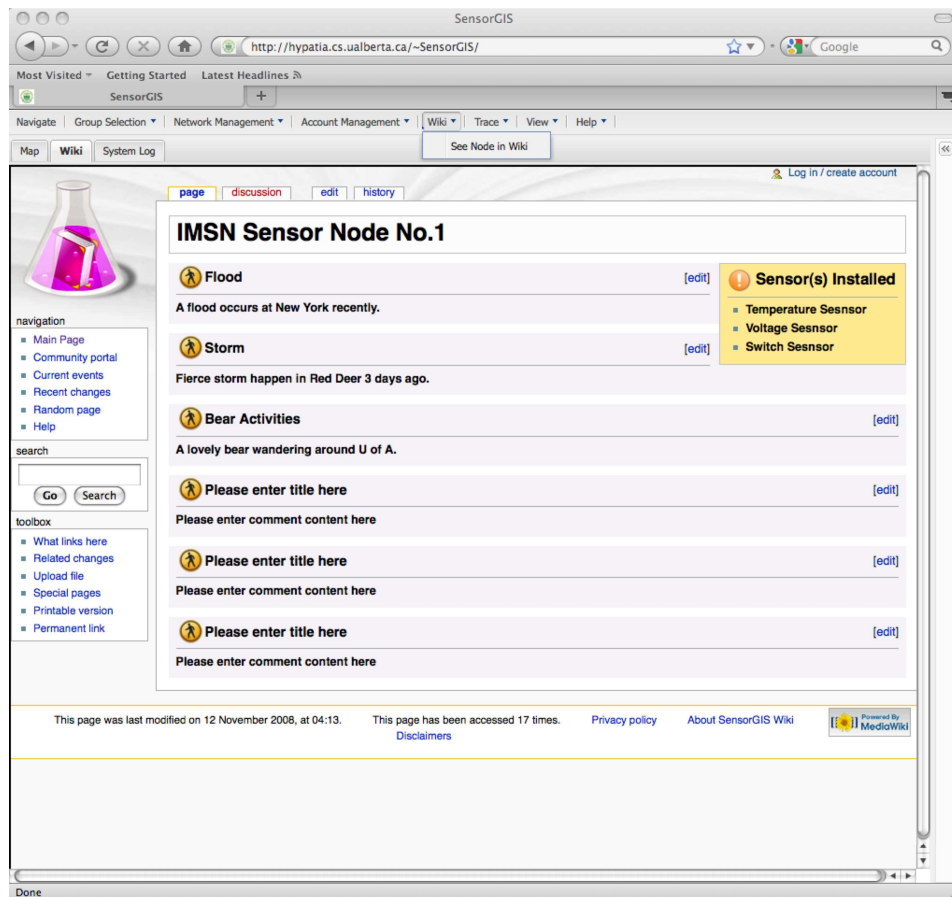 SensorGIS
http://hypatia.cs.ualberta.ca/~SensorGIS/
Google
Most Visited Getting Started Latest Headlines
SensorGIS
+
Navigate Group Selection Network Management Account Management Wiki Trace View Help
See Node in Wiki
Map Wiki System Log
Log in / create account
page discussion edit history
IMSN Sensor Node No.1
Flood [edit]
A flood occurs at New York recently.
Sensor(s) Installed
Temperature Sesnsor
Voltage Sesnsor
Switch Sesnsor
Storm [edit]
Fierce storm happen in Red Deer 3 days ago.
Bear Activities [edit]
A lovely bear wandering around U of A.
Please enter title here [edit]
Please enter comment content here
Please enter title here [edit]
Please enter comment content here
Please enter title here [edit]
Please enter comment content here
navigation
Main Page
Community portal
Current events
Recent changes
Random page
Help
search
Go Search
toolbox
What links here
Related changes
Upload file
Special pages
Printable version
Permanent link
This page was last modified on 12 November 2008, at 04:13. This page has been accessed 17 times. Privacy policy About SensorGIS Wiki
Disclaimers
Powered By
MediaWiki
Done